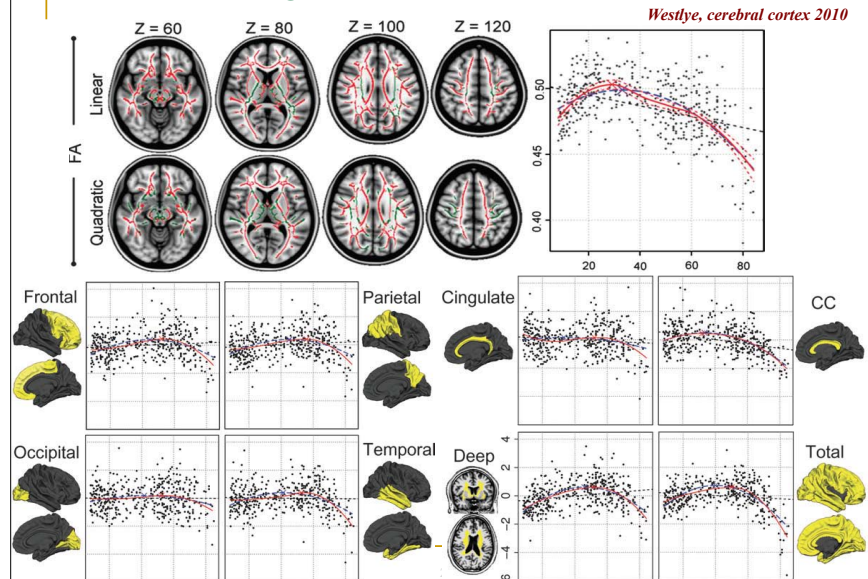 Westlye, cerebral cortex 2010
Z = 60 Z = 80 Z = 100 Z = 120
FA
Linear
Quadratic
0.50
0.45
0.40
20 40 60 80
Frontal
Parietal
Cingulate
CC
Occipital
Temporal
Deep
Total
4
2
0
-2
-4